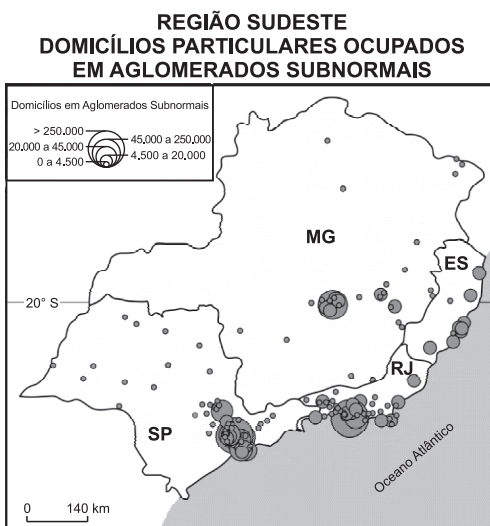 REGIÃO SUDESTE
DOMICÍLIOS PARTICULARES OCUPADOS
EM AGLOMERADOS SUBNORMAIS
Domicílios em Aglomerados Subnormais
> 250.000
45.000 a 250.000
20.000 a 45.000
4.500 a 20.000
0 a 4.500
MG
ES
20° S
RJ
SP
Oceano Atlântico
0 140 km